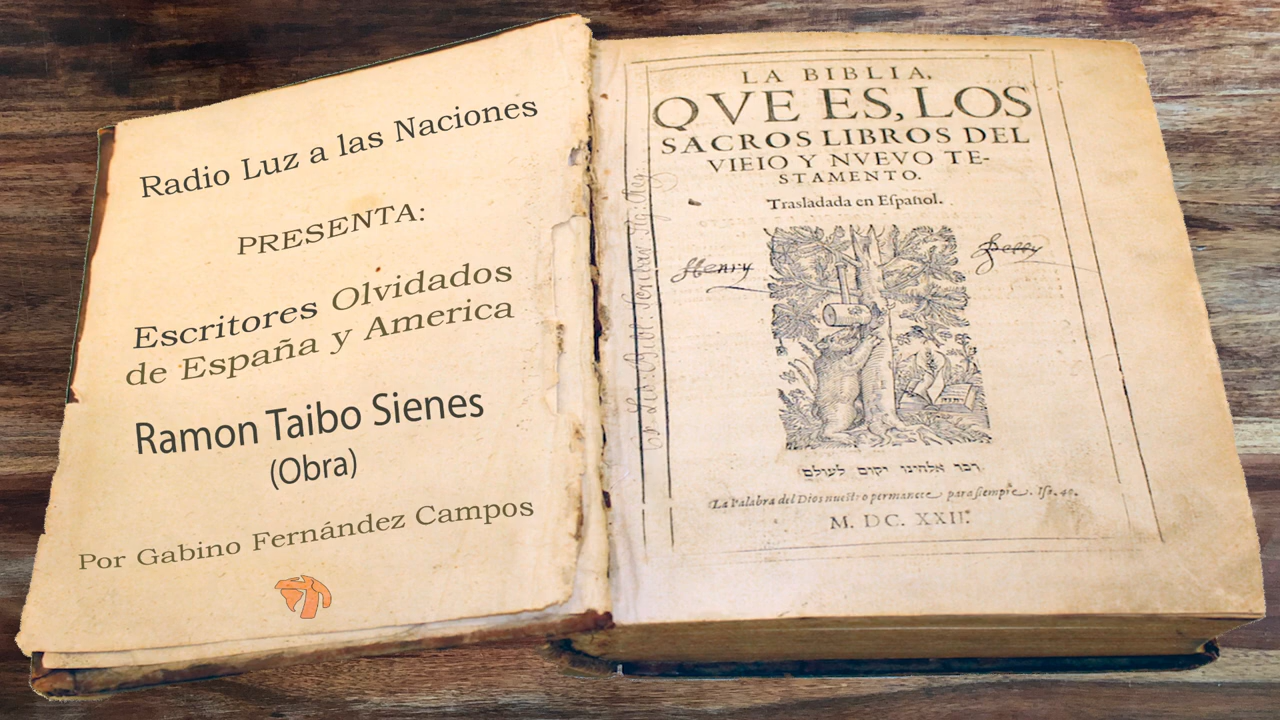 Radio Luz a las Naciones
PRESENTA:
Escritores Olvidados
de España y America
Ramon Taibo Sienes
(Obra)
Por Gabino Fernández Campos
LA BIBLIA,
QVE ES, LOS
SACROS LIBROS DEL
VIEIO Y NVEVO TE-
STAMENTO.
Trasladada en Eſpañol.
Henry
דבר אלהינו יקום לעולם
La Palabra del Dios nueſtro permanece para ſiempre. Iſa. 40.
M. DC. XXII.